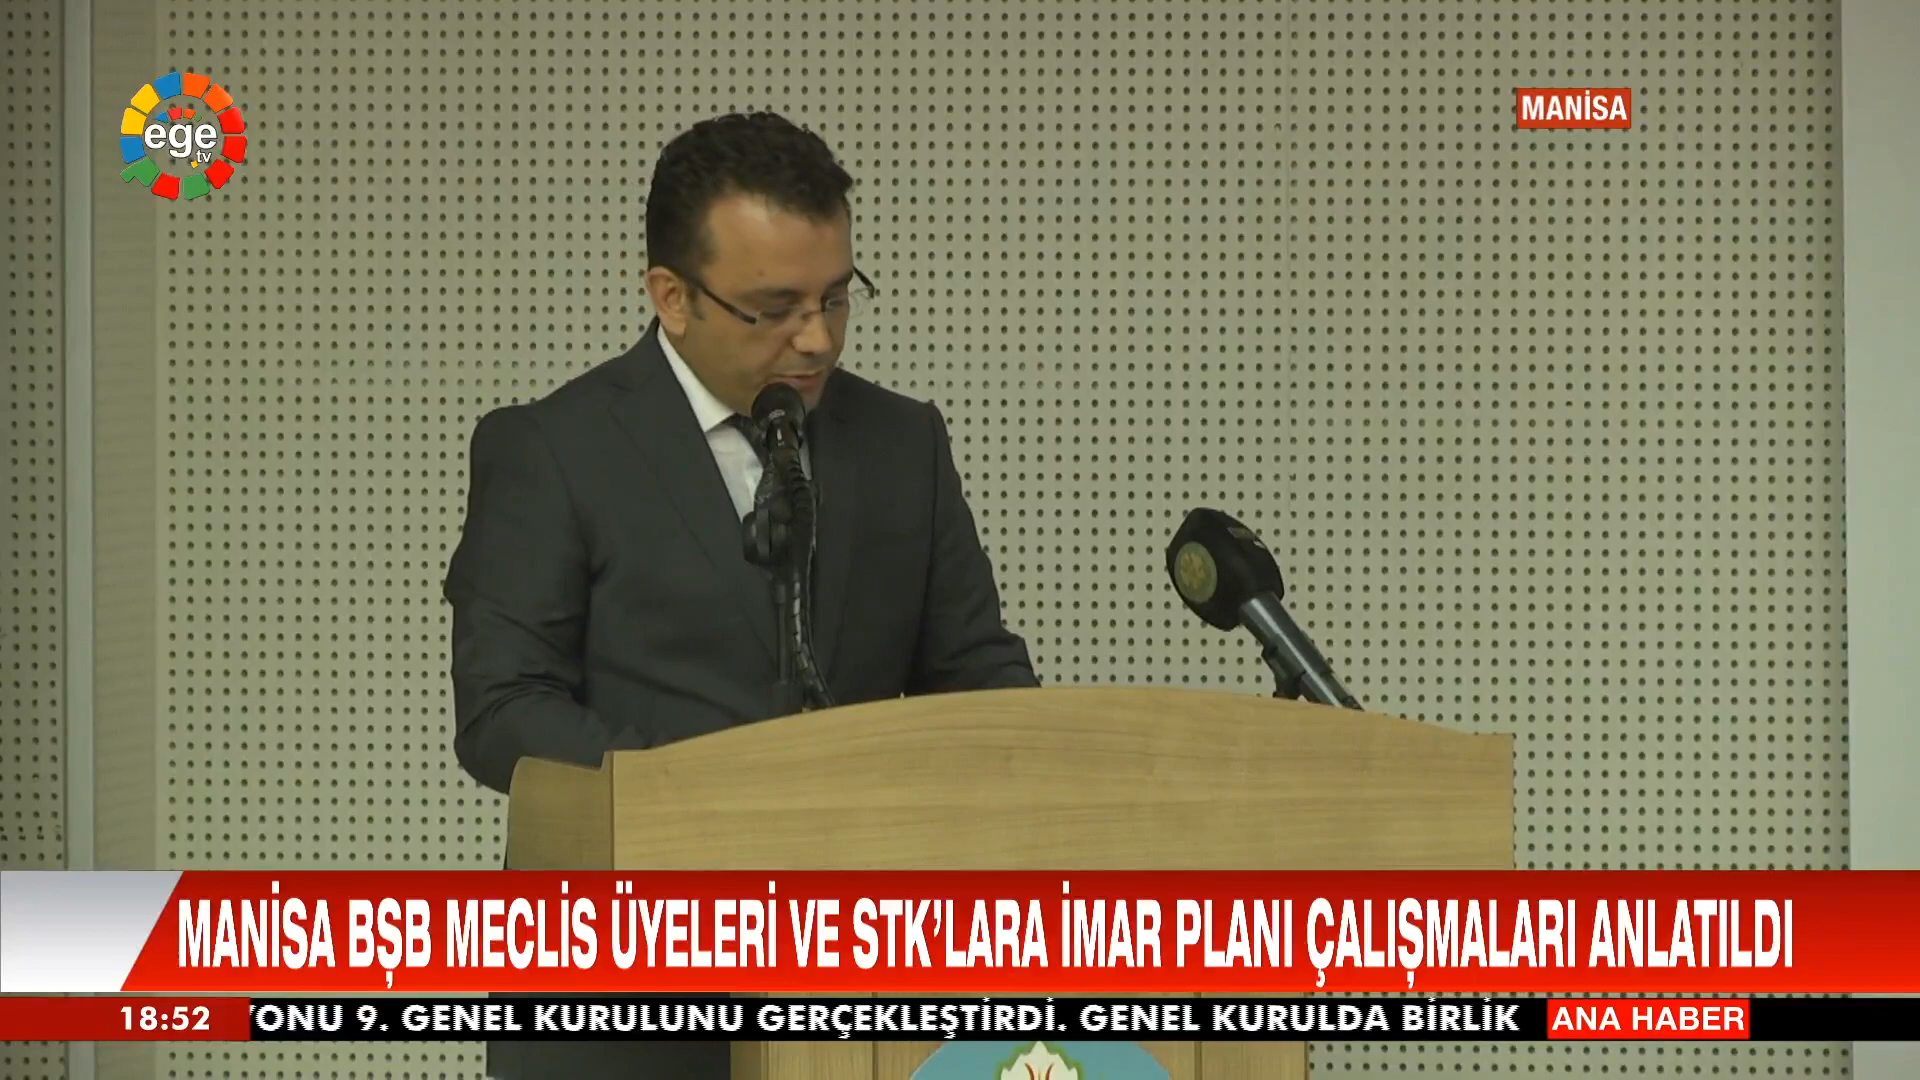 ege
tv
MANİSA
MANİSA BŞB MECLİS ÜYELERİ VE STK'LARA İMAR PLANI ÇALIŞMALARI ANLATILDI
18:52
YONU 9. GENEL KURULUNU GERÇEKLEŞTİRDİ. GENEL KURULDA BİRLİK
ANA HABER